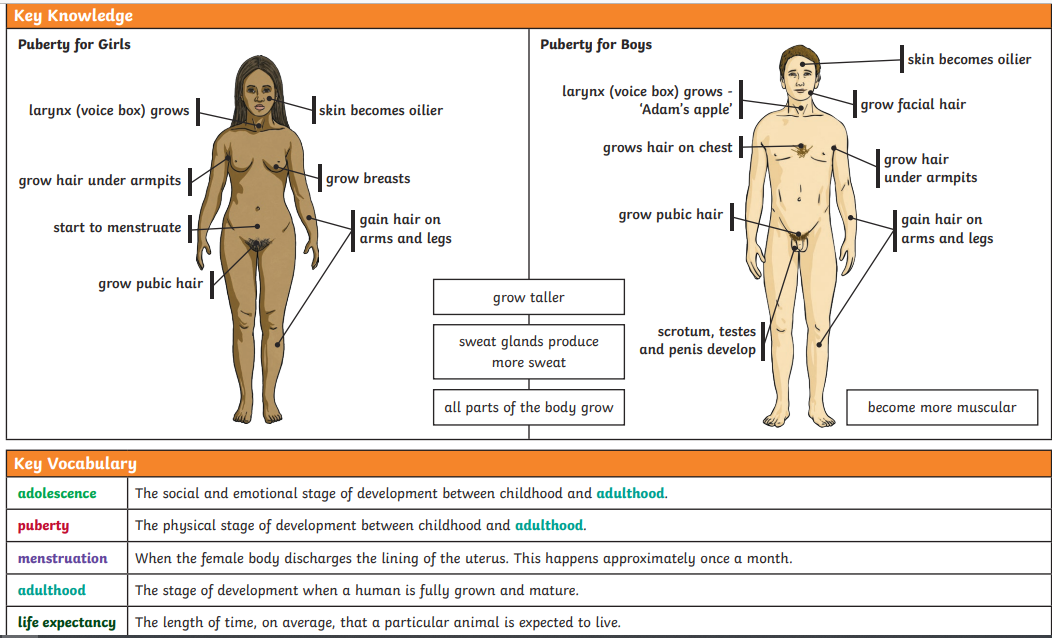 Key Knowledge
Puberty for Girls
larynx (voice box) grows
skin becomes oilier
grow hair under armpits
grow breasts
start to menstruate
gain hair on
arms and legs
grow pubic hair
Puberty for Boys
skin becomes oilier
larynx (voice box) grows -
‘Adam’s apple’
grow facial hair
grows hair on chest
grow hair
under armpits
grow pubic hair
gain hair on
arms and legs
scrotum, testes
and penis develop
become more muscular
grow taller
sweat glands produce
more sweat
all parts of the body grow
Key Vocabulary
adolescence The social and emotional stage of development between childhood and adulthood.
puberty The physical stage of development between childhood and adulthood.
menstruation When the female body discharges the lining of the uterus. This happens approximately once a month.
adulthood The stage of development when a human is fully grown and mature.
life expectancy The length of time, on average, that a particular animal is expected to live.